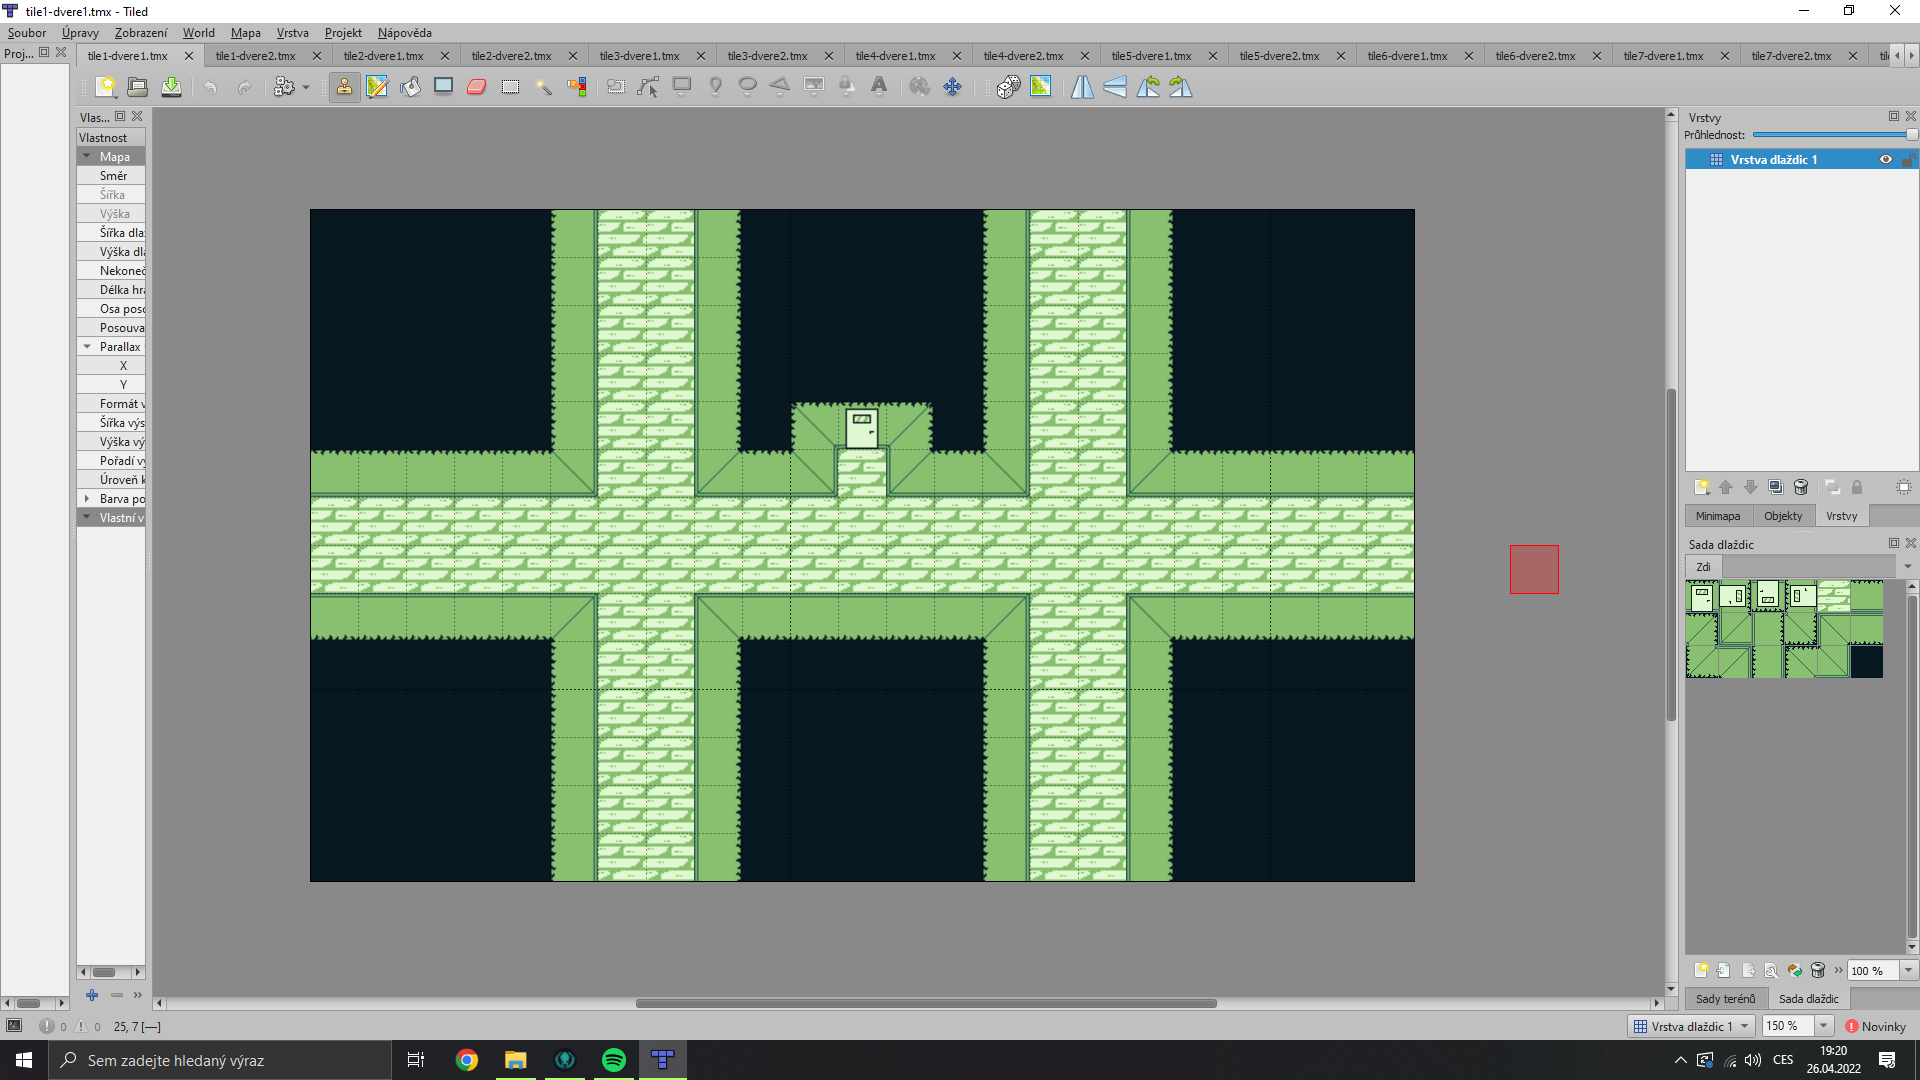 tile1-dvere1.tmx - Tiled
Soubor Úpravy Zobrazení World Mapa Vrstva Projekt Nápověda
Proj...
tile1-dvere1.tmx tile1-dvere2.tmx tile2-dvere1.tmx tile2-dvere2.tmx tile3-dvere1.tmx tile3-dvere2.tmx tile4-dvere1.tmx tile4-dvere2.tmx tile5-dvere1.tmx tile5-dvere2.tmx tile6-dvere1.tmx tile6-dvere2.tmx tile7-dvere1.tmx tile7-dvere2.tmx
Vlas...
Vlastnost
Mapa
Směr
Šířka
Výška
Šířka dla
Výška dl
Nekoneč
Délka hr
Osa poso
Posouva
Parallax
X
Y
Formát v
Šířka výs
Výška vý
Pořadí v
Úroveň k
Barva po
Vlastní v
Vrstvy
Průhlednost:
Vrstva dlaždic 1
Minimapa Objekty Vrstvy
Sada dlaždic
Zdi
100 %
Sady terénů Sada dlaždic
0 0 25, 7 [—]
Vrstva dlaždic 1 150 % Novinky
Sem zadejte hledaný výraz
CES
19:20
26.04.2022